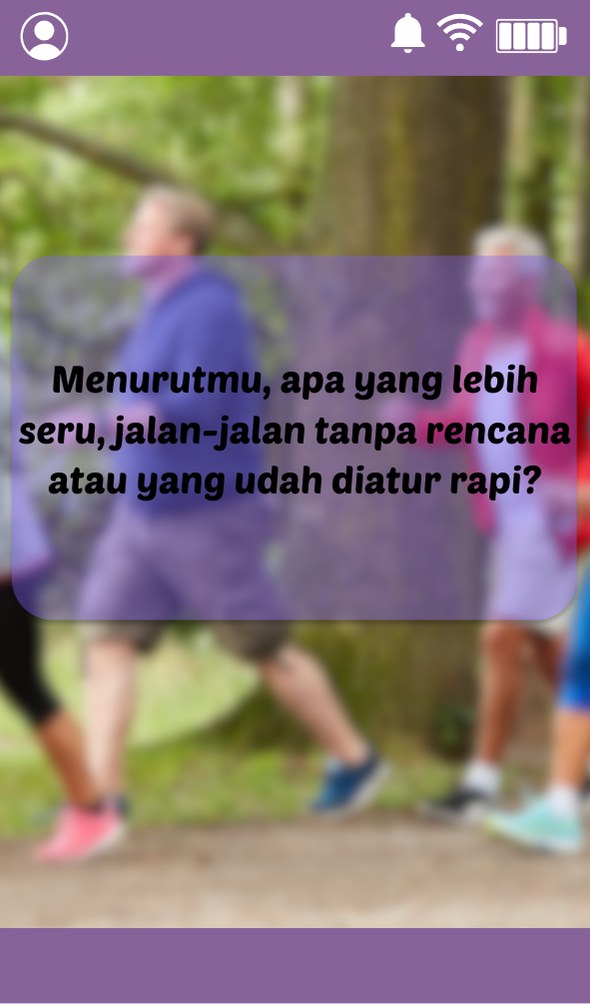 Menurutmu, apa yang lebih
seru, jalan-jalan tanpa rencana
atau yang udah diatur rapi?